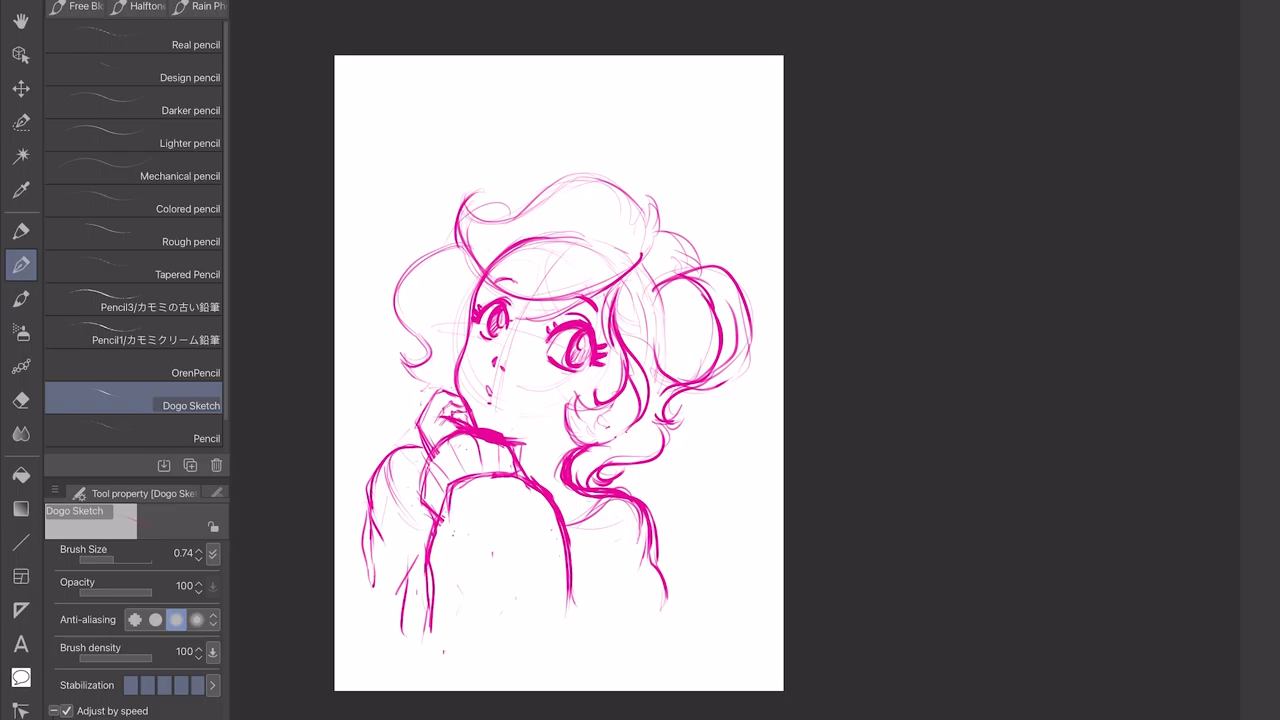 Free Bl Halfton Rain Ph
Real pencil
Design pencil
Darker pencil
Lighter pencil
Mechanical pencil
Colored pencil
Rough pencil
Tapered Pencil
Pencil3/カモミの古い鉛筆
Pencil1/カモミクリーム鉛筆
OrenPencil
Dogo Sketch
Pencil
Tool property [Dogo Sket
Dogo Sketch
Brush Size 0.74
Opacity 100
Anti-aliasing
Brush density 100
Stabilization
Adjust by speed